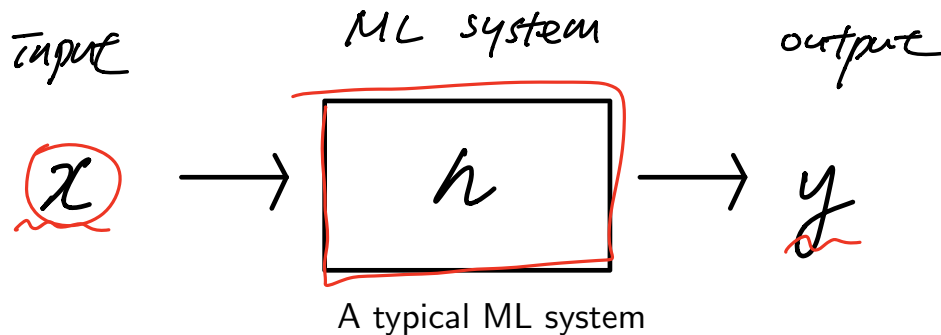 input ML system output
x → h → y
A typical ML system